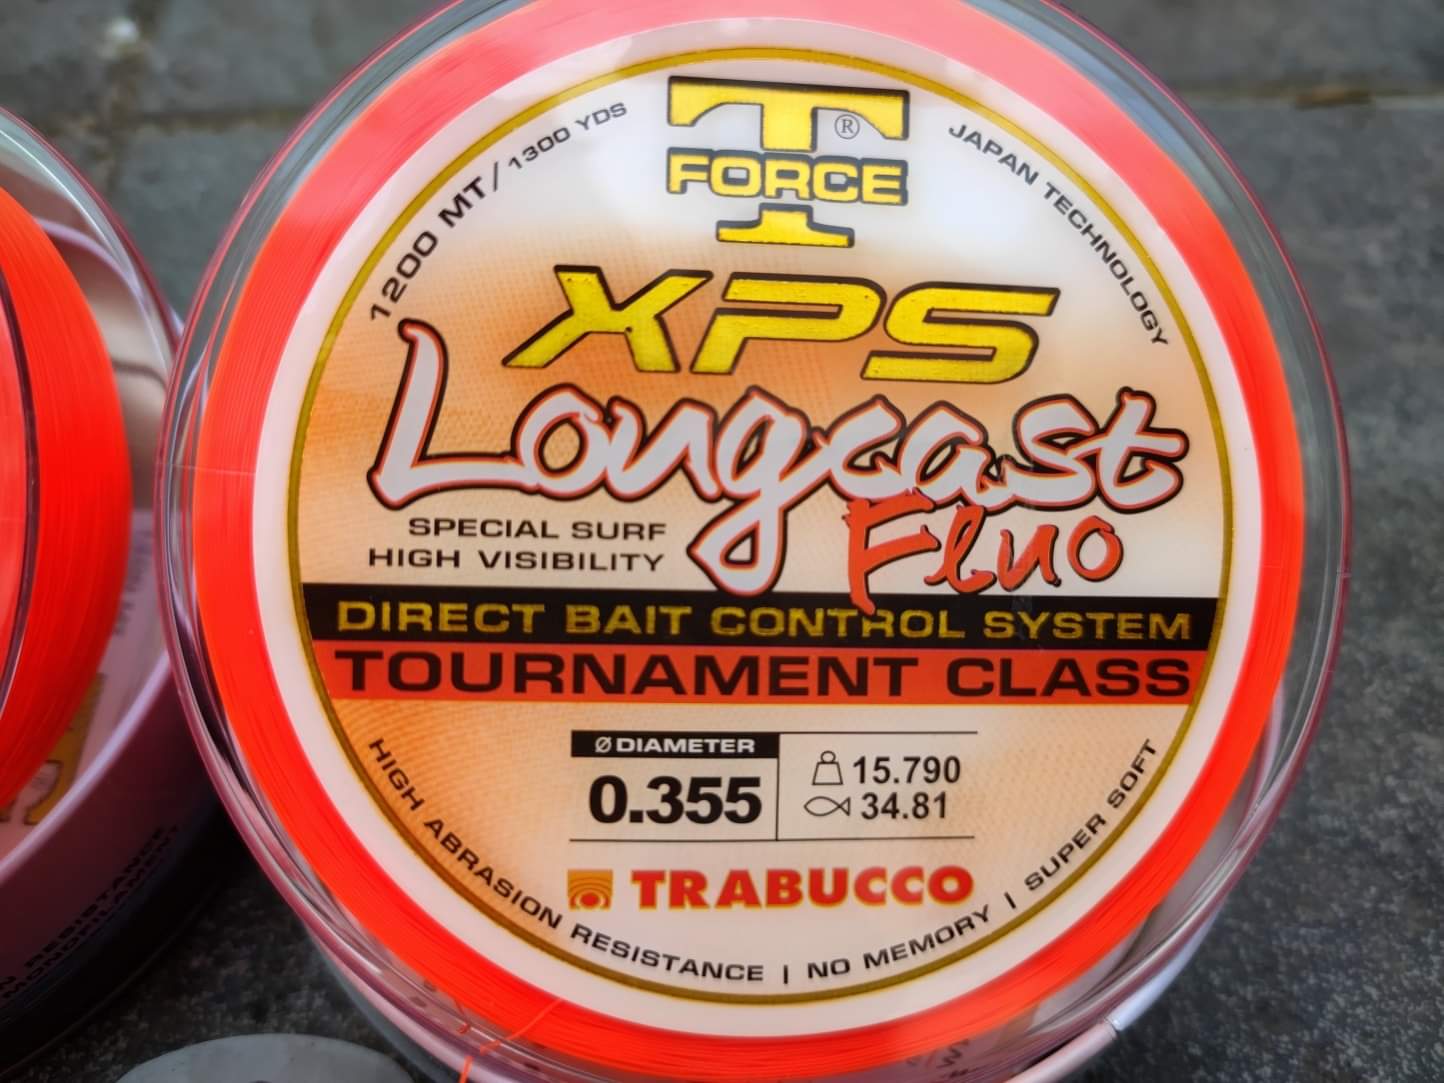 T®
FORCE
1200 MT/1300 YDS
JAPAN TECHNOLOGY
XPS
Longcast
Fluo
SPECIAL SURF
HIGH VISIBILITY
DIRECT BAIT CONTROL SYSTEM
TOURNAMENT CLASS
Ø DIAMETER
0.355
15.790
34.81
TRABUCCO
HIGH ABRASION RESISTANCE | NO MEMORY | SUPER SOFT